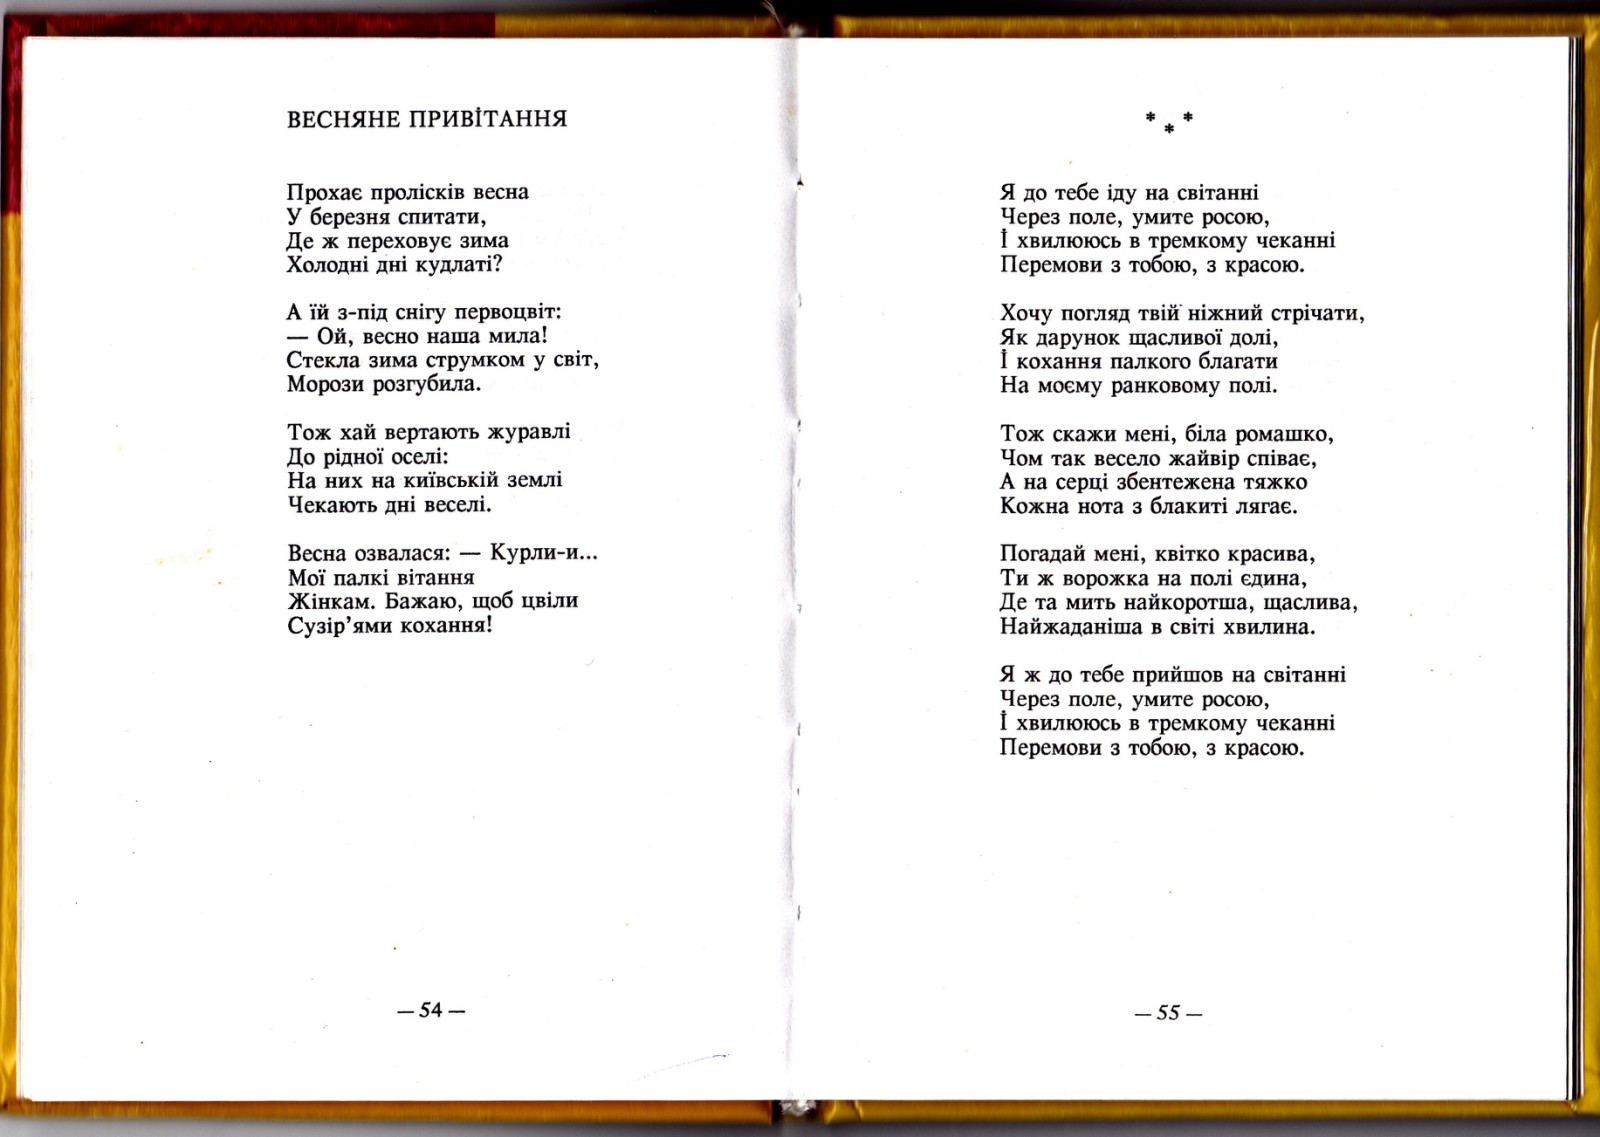 ВЕСНЯНЕ ПРИВІТАННЯ
Прохає пролісків весна
У березня спитати,
Де ж переховує зима
Холодні дні кудлаті?
А їй з-під снігу первоцвіт:
— Ой, весно наша мила!
Стекла зима струмком у світ,
Морози розгубила.
Тож хай вертають журавлі
До рідної оселі:
На них на київській землі
Чекають дні веселі.
Весна озвалася: — Курли-и...
Мої палкі вітання
Жінкам. Бажаю, щоб цвіли
Сузір’ями кохання!
— 54 —
* * *
Я до тебе іду на світанні
Через поле, умите росою,
І хвилююсь в тремкому чеканні
Перемови з тобою, з красою.
Хочу погляд твій ніжний стрічати,
Як дарунок щасливої долі,
І кохання палкого благати
На моєму ранковому полі.
Тож скажи мені, біла ромашко,
Чом так весело жайвір співає,
А на серці збентежена тяжко
Кожна нота з блакиті лягає.
Погадай мені, квітко красива,
Ти ж ворожка на полі єдина,
Де та мить найкоротша, щаслива,
Найжаданіша в світі хвилина.
Я ж до тебе прийшов на світанні
Через поле, умите росою,
І хвилююсь в тремкому чеканні
Перемови з тобою, з красою.
— 55 —